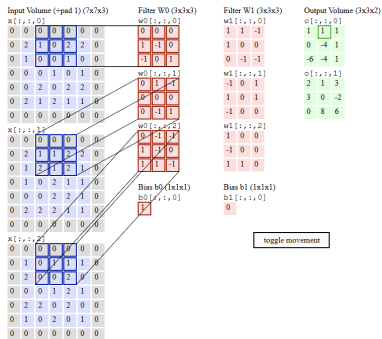 Input Volume (+pad 1) (7x7x3)
x[:,:,0]
0 0 0 0 0 0 0
0 2 1 0 2 2 0
0 2 0 0 1 0 0
0 0 0 1 0 1 0
0 0 2 0 2 2 0
0 2 1 2 1 1 0
0 0 0 0 0 0 0
x[:,:,1]
0 0 0 0 0 0 0
0 2 1 1 2 2 0
0 1 2 1 2 1 0
0 1 0 2 1 1 0
0 0 2 2 1 1 0
0 2 2 2 1 1 0
0 0 0 0 0 0 0
x[:,:,2]
0 0 0 0 0 0 0
0 1 0 1 1 1 0
0 2 0 0 1 0 0
0 0 0 1 2 2 0
0 2 0 1 0 2 0
0 1 0 2 0 1 0
0 0 0 0 0 0 0
Filter W0 (3x3x3)
w0[:,:,0]
0 0 0
1 -1 0
0 0 1
w0[:,:,1]
0 1 -1
0 0
0 -1 1
w0[:,:,2]
0 -1 -1
1 -1 0
1 1 -1
Bias b0 (1x1x1)
b0[:,:,0]
1
Filter W1 (3x3x3)
w1[:,:,0]
1 1 -1
1 0 0
0 -1 -1
w1[:,:,1]
-1 0 1
0 1
1 1 0
w1[:,:,2]
-1 0 0
-1 0 0
1 1 0
Bias b1 (1x1x1)
b1[:,:,0]
0
Output Volume (3x3x2)
o[:,:,0]
1 1 1
0 -4 1
-6 -4 1
o[:,:,1]
2 1 3
3 0 -2
0 8 6
toggle movement